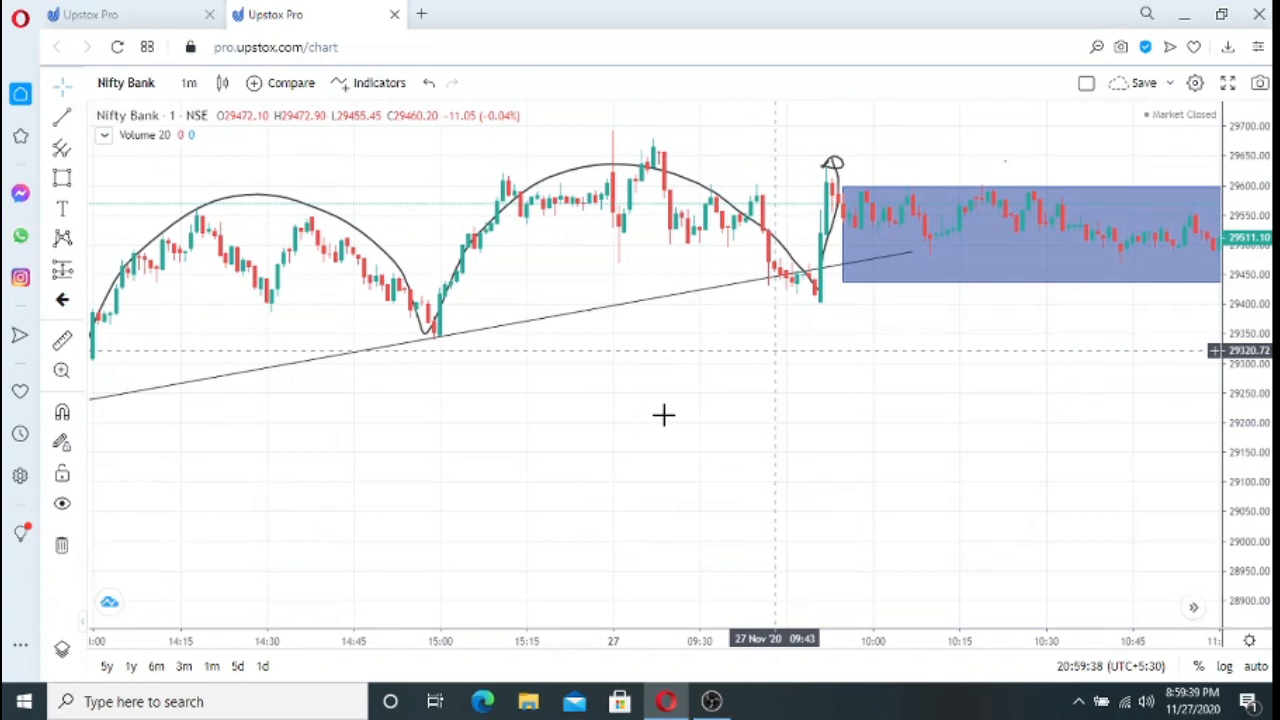 Upstox Pro
Upstox Pro
pro.upstox.com/chart
Nifty Bank 1m Compare Indicators Save
Nifty Bank · 1 · NSE O29472.10 H29472.90 L29455.45 C29460.20 -11.05 (-0.04%)
Market Closed
Volume 20 0 0
29700.00
29650.00
29600.00
29550.00
29511.10
29500.00
29450.00
29400.00
29350.00
29320.72
29300.00
29250.00
29200.00
29150.00
29100.00
29050.00
29000.00
28950.00
28900.00
14:15 14:30 14:45 15:00 15:15 27 09:30 27 Nov '20 09:43 10:00 10:15 10:30 10:45
5y 1y 6m 3m 1m 5d 1d
20:59:38 (UTC+5:30) % log auto
Type here to search
8:59:39 PM
11/27/2020
1